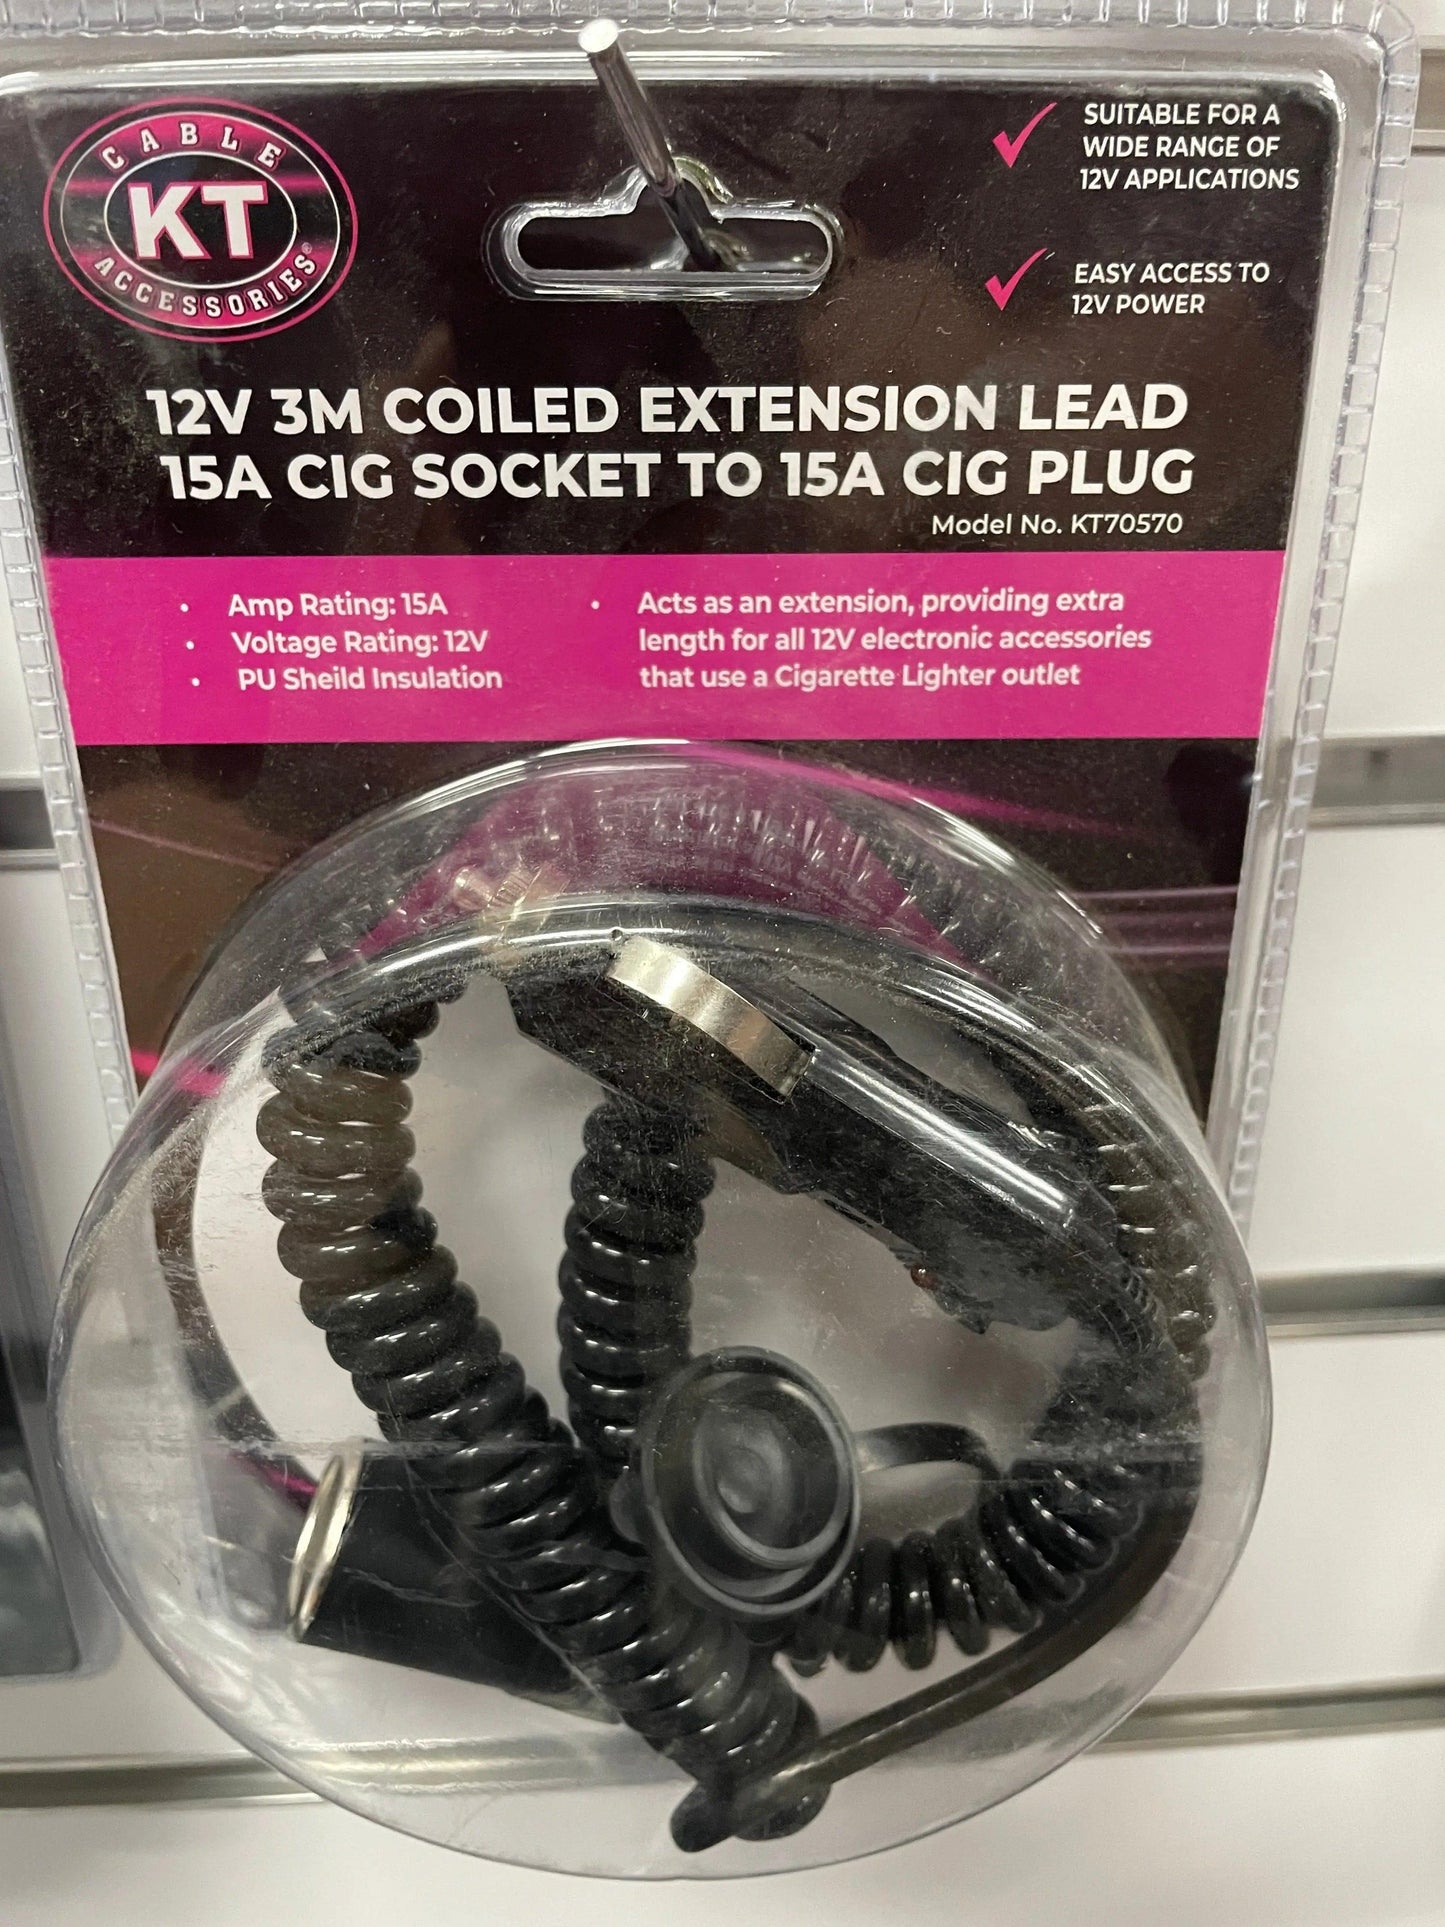 CABLE
KT
ACCESSORIES®
SUITABLE FOR A
WIDE RANGE OF
12V APPLICATIONS
EASY ACCESS TO
12V POWER
12V 3M COILED EXTENSION LEAD
15A CIG SOCKET TO 15A CIG PLUG
Model No. KT70570
• Amp Rating: 15A
• Voltage Rating: 12V
• PU Sheild Insulation
• Acts as an extension, providing extra
length for all 12V electronic accessories
that use a Cigarette Lighter outlet